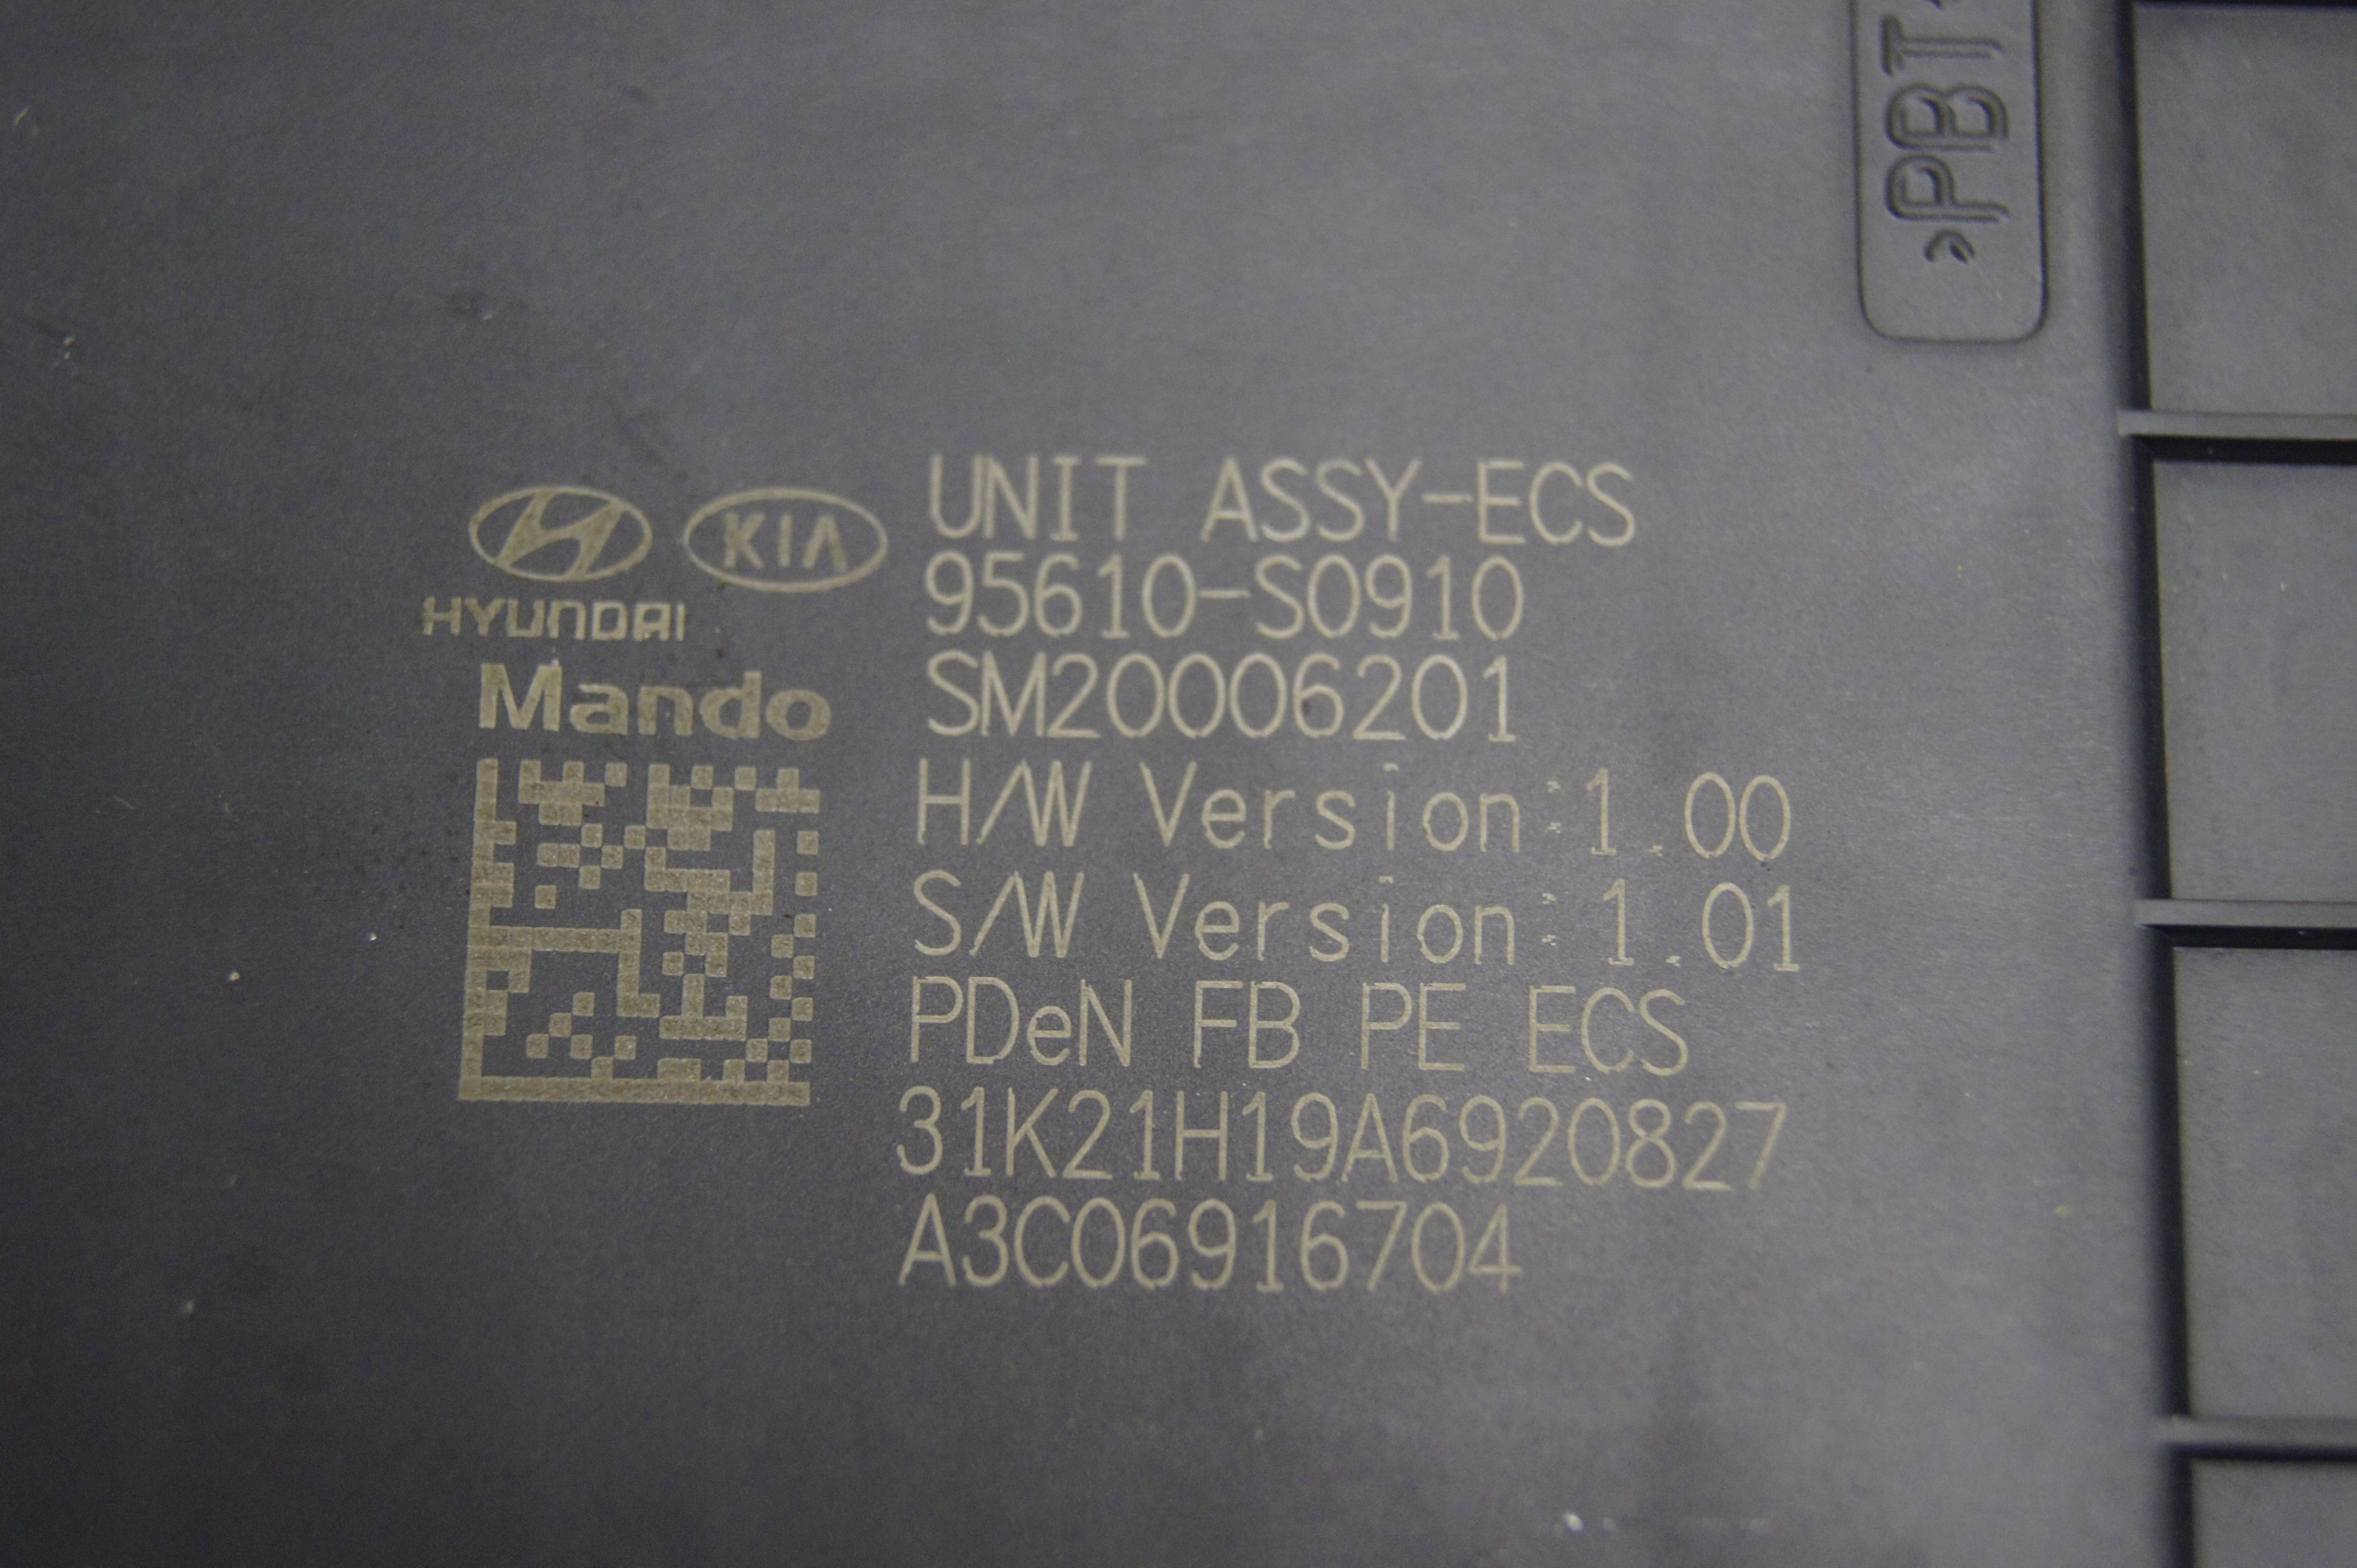 >PBT
KIA
HYUNDAI
Mando
UNIT ASSY-ECS
95610-S0910
SM20006201
H/W Version:1.00
S/W Version:1.01
PDeN FB PE ECS
31K21H19A6920827
A3C06916704